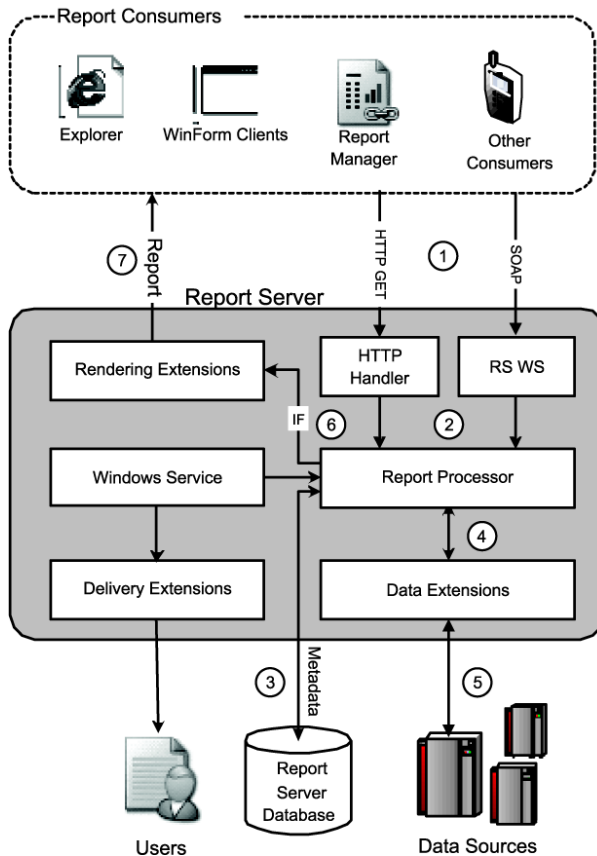 Report Consumers
Explorer
WinForm Clients
Report
Manager
Other
Consumers
7
Report
HTTP GET
1
SOAP
Report Server
Rendering Extensions
HTTP
Handler
RS WS
IF
6
2
Windows Service
Report Processor
4
Delivery Extensions
Data Extensions
3
Metadata
5
Report
Server
Database
Users
Data Sources